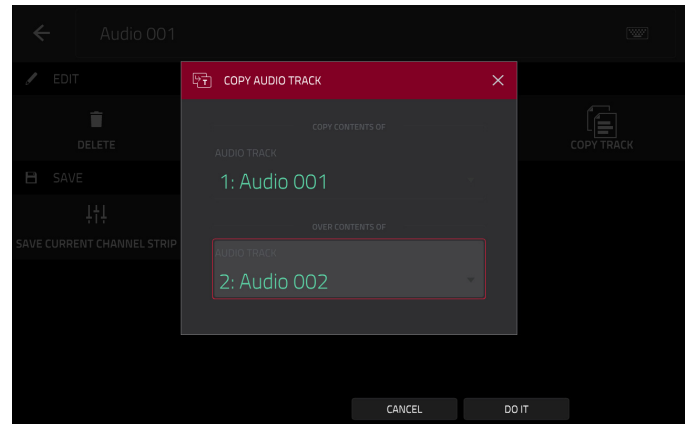 Audio 001
EDIT
COPY AUDIO TRACK
COPY CONTENTS OF
AUDIO TRACK
1: Audio 001
OVER CONTENTS OF
AUDIO TRACK
2: Audio 002
DELETE
COPY TRACK
SAVE
SAVE CURRENT CHANNEL STRIP
CANCEL
DO IT